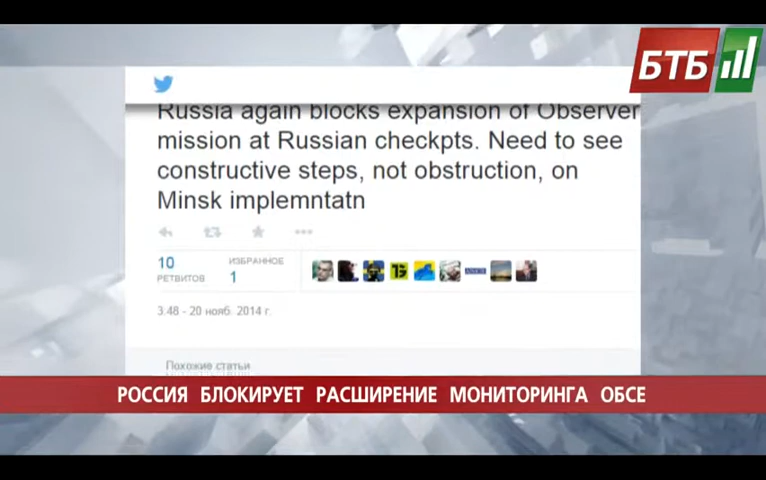 БТБ
Russia again blocks expansion of Observer
mission at Russian checkpts. Need to see
constructive steps, not obstruction, on
Minsk implemntatn
10
РЕТВИТОВ
ИЗБРАННОЕ
1
3:48 - 20 нояб. 2014 г.
Похожие статьи
РОССИЯ БЛОКИРУЕТ РАСШИРЕНИЕ МОНИТОРИНГА ОБСЕ